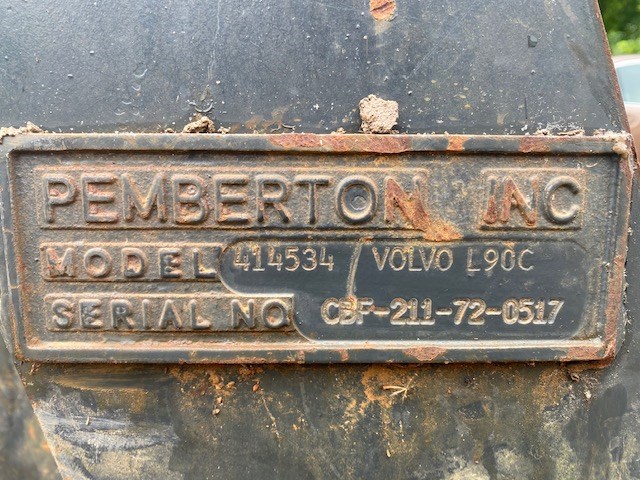 PEMBERTON INC
MODEL 414534 / VOLVO L90C
SERIAL NO CBF-211-72-0517